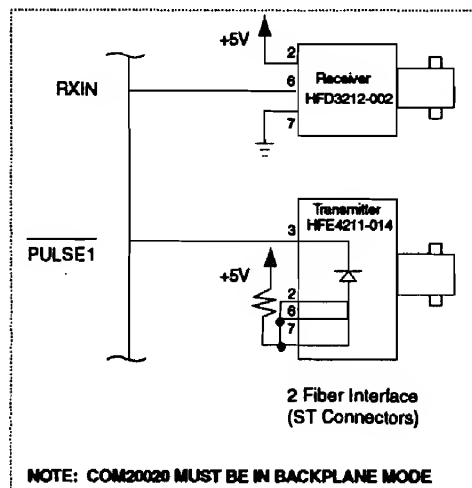 +5V
2
Receiver
HFD3212-002
RXIN
6
7
Transmitter
HFE4211-014
3
PULSE1
+5V
2
6
7
2 Fiber Interface
(ST Connectors)
NOTE: COM20020 MUST BE IN BACKPLANE MODE